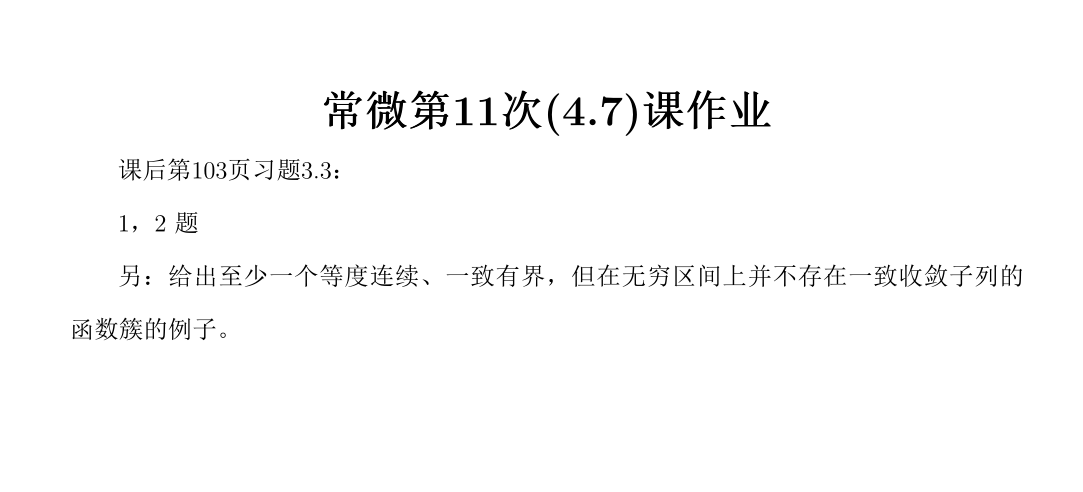 常微第11次(4.7)课作业
课后第103页习题3.3：
1，2 题
另：给出至少一个等度连续、一致有界，但在无穷区间上并不存在一致收敛子列的
函数簇的例子。